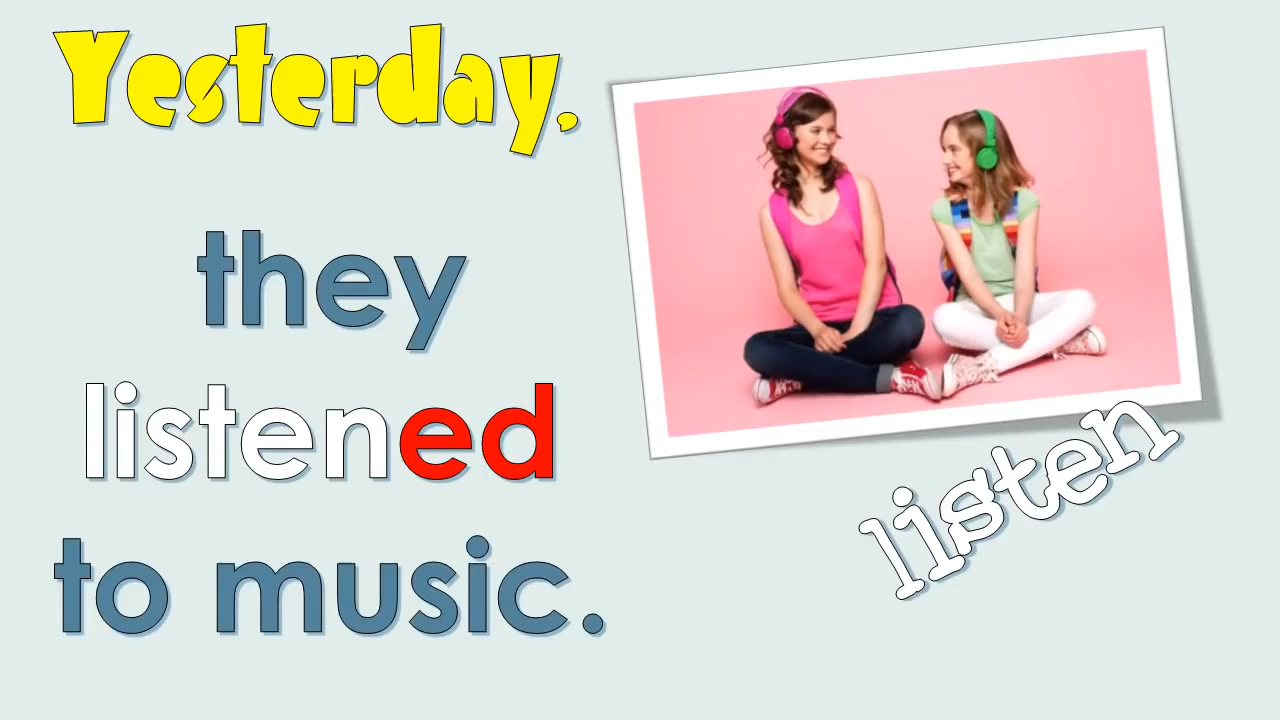 Yesterday,
they
listened
to music.
listen